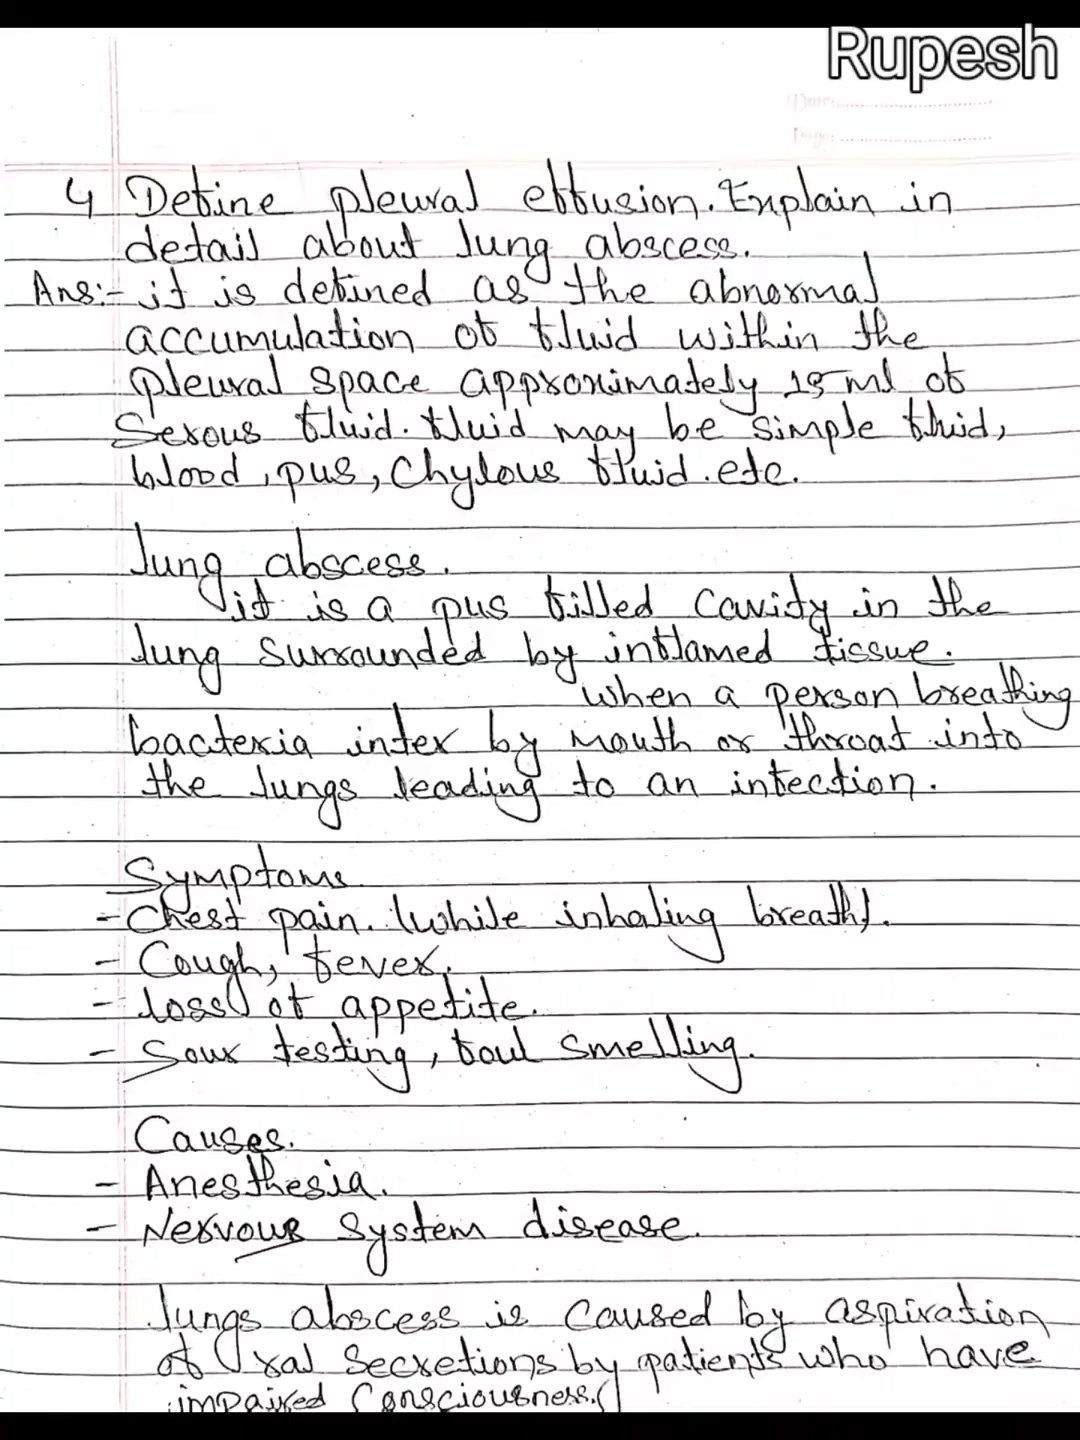 Rupesh
Date:
Page:
4 Define pleural effusion. Explain in
detail about lung abscess.
Ans:- it is defined as the abnormal
accumulation of fluid within the
pleural space approximately 15 ml of
Serous fluid. fluid may be simple fluid,
blood, pus, Chylous fluid. etc.
lung abscess.
it is a pus filled cavity in the
lung surrounded by inflamed tissue.
when a person breathing
bacteria inter by mouth or throat into
the lungs leading to an infection.
Symptoms
- Chest pain. (while inhaling breath).
- Cough, fever.
- loss of appetite.
- Sour testing, foul smelling.
Causes.
- Anesthesia.
- Nervous system disease.
lungs abscess is caused by aspiration
of ral secretions by patients who have
impaired Consciousness.(